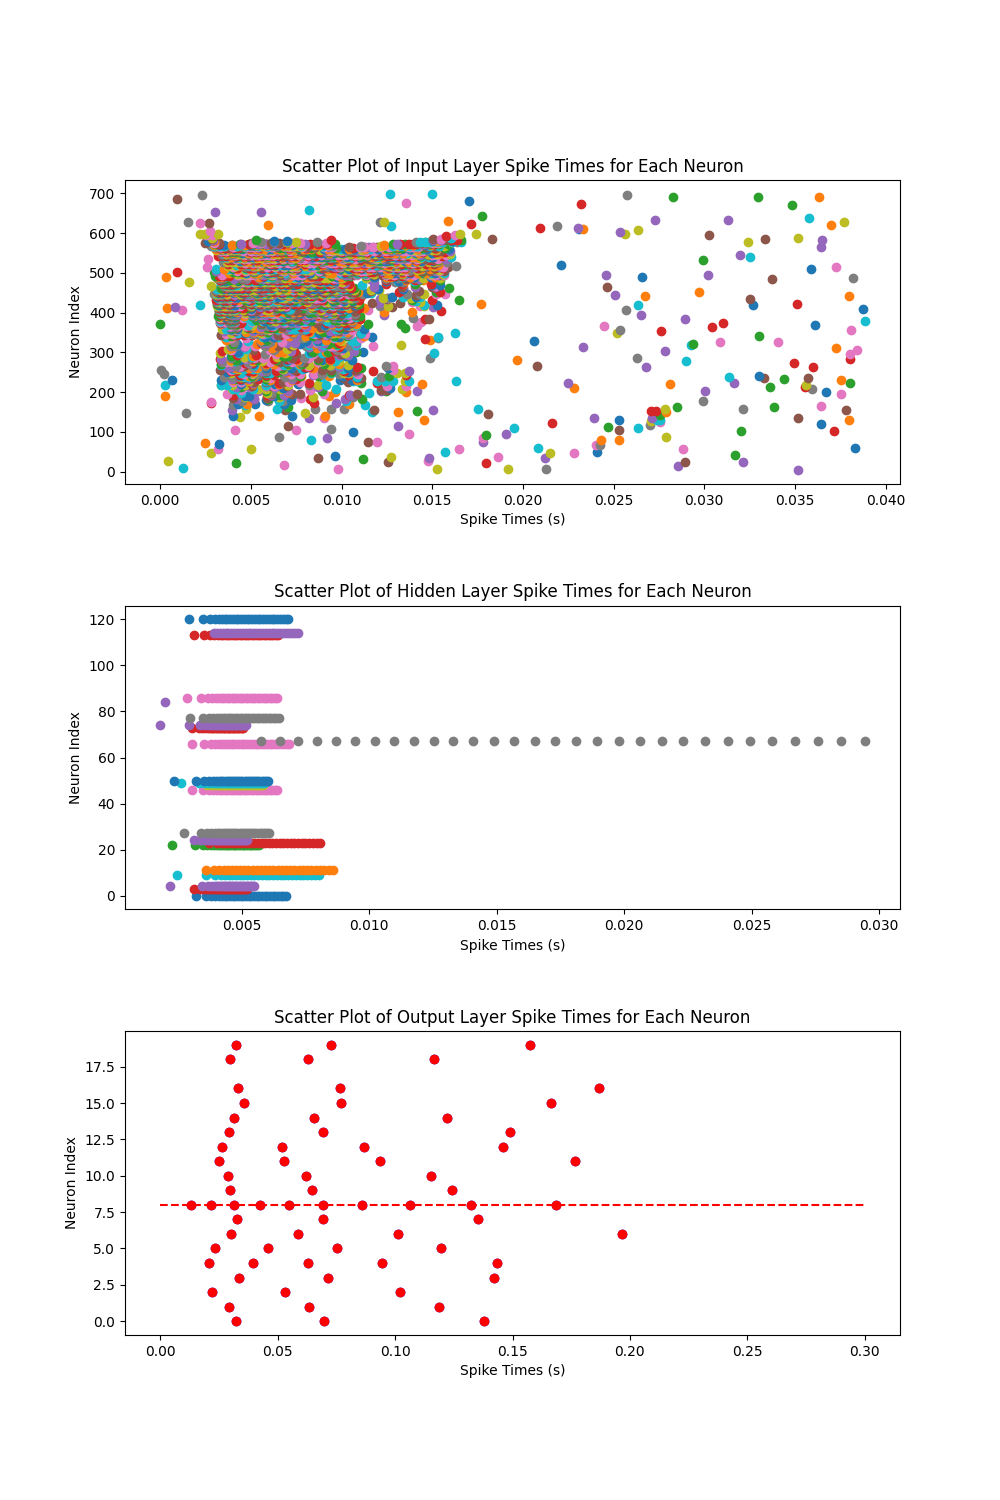 Scatter Plot of Input Layer Spike Times for Each Neuron
700
600
500
400
300
200
100
0
Neuron Index
0.000 0.005 0.010 0.015 0.020 0.025 0.030 0.035 0.040
Spike Times (s)
Scatter Plot of Hidden Layer Spike Times for Each Neuron
120
100
80
60
40
20
0
Neuron Index
0.005 0.010 0.015 0.020 0.025 0.030
Spike Times (s)
Scatter Plot of Output Layer Spike Times for Each Neuron
17.5
15.0
12.5
10.0
7.5
5.0
2.5
0.0
Neuron Index
0.00 0.05 0.10 0.15 0.20 0.25 0.30
Spike Times (s)